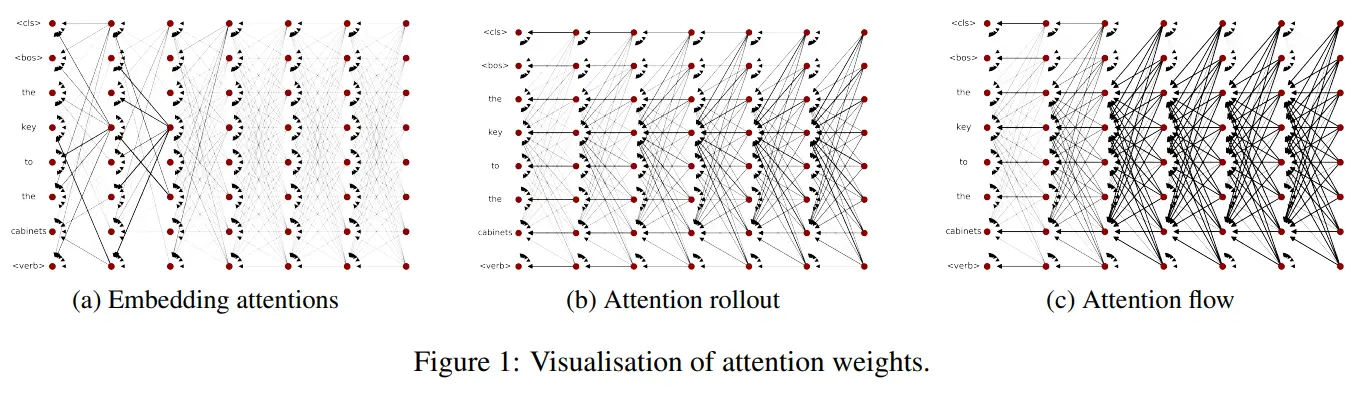 <cls>
<bos>
the
key
to
the
cabinets
<verb>
(a) Embedding attentions
<cls>
<bos>
the
key
to
the
cabinets
<verb>
(b) Attention rollout
<cls>
<bos>
the
key
to
the
cabinets
<verb>
(c) Attention flow
Figure 1: Visualisation of attention weights.